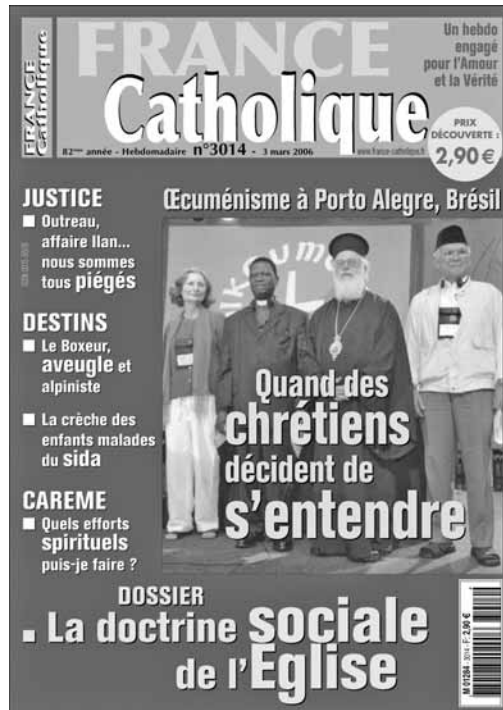 FRANCE
Catholique
FRANCE
Catholique
Un hebdo
engagé
pour l'Amour
et la Vérité
PRIX
DÉCOUVERTE :
2,90 €
82ème année - Hebdomadaire n°3014 - 3 mars 2006
www.france-catholique.fr
JUSTICE
Outreau,
affaire Ilan...
nous sommes
tous piégés
DESTINS
Le Boxeur,
aveugle et
alpiniste
La crèche des
enfants malades
du sida
CAREME
Quels efforts
spirituels
puis-je faire ?
Œcuménisme à Porto Alegre, Brésil
Quand des
chrétiens
décident de
s'entendre
DOSSIER
La doctrine sociale
de l'Eglise
M 01284 - 3014 - F: 2,90 €